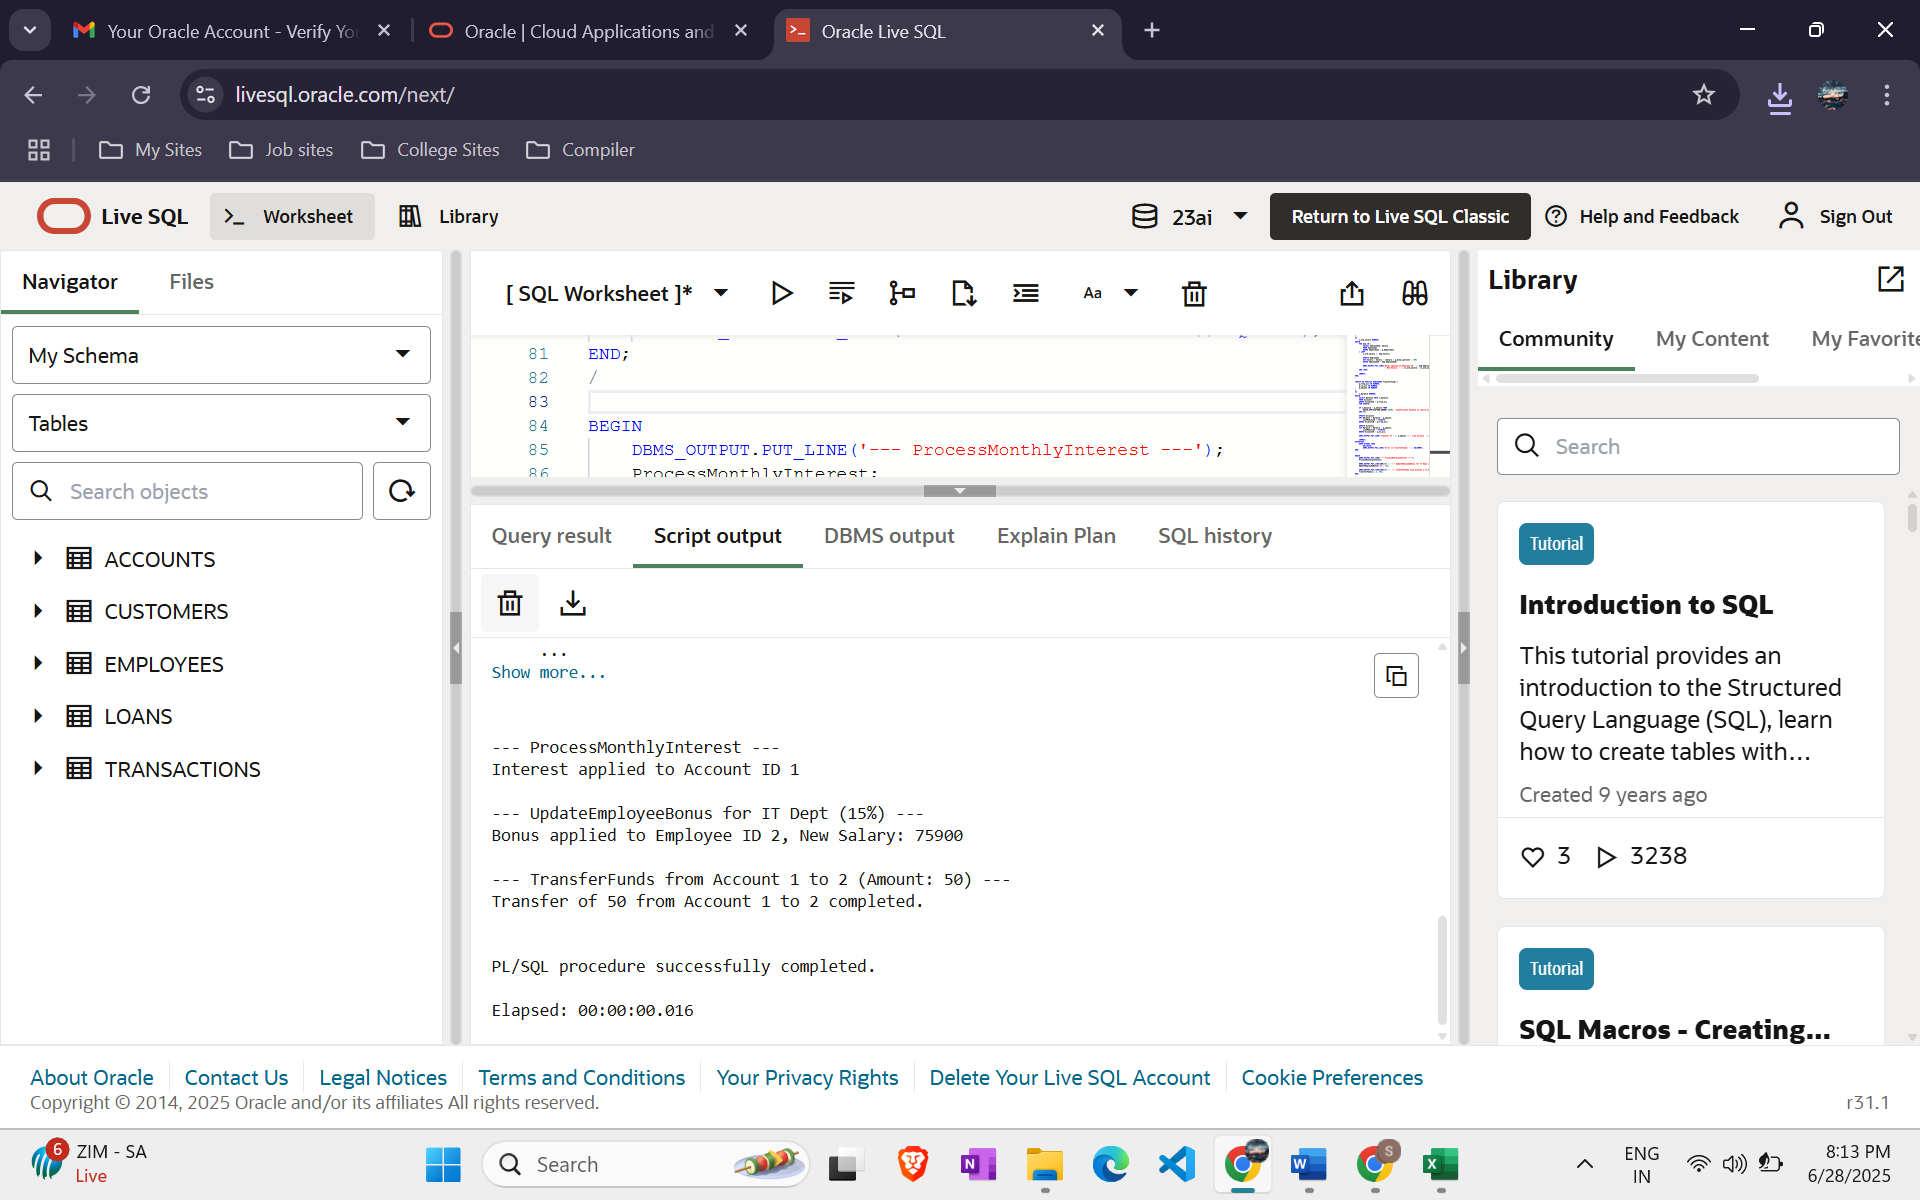 Your Oracle Account - Verify Yo
Oracle | Cloud Applications and
Oracle Live SQL
livesql.oracle.com/next/
My Sites
Job sites
College Sites
Compiler
Live SQL
Worksheet
Library
23ai
Return to Live SQL Classic
Help and Feedback
Sign Out
Navigator
Files
My Schema
Tables
Search objects
ACCOUNTS
CUSTOMERS
EMPLOYEES
LOANS
TRANSACTIONS
[ SQL Worksheet ]*
Aa
81 END;
82 /
83
84 BEGIN
85 DBMS_OUTPUT.PUT_LINE('--- ProcessMonthlyInterest ---');
86 ProcessMonthlyInterest;
Query result
Script output
DBMS output
Explain Plan
SQL history
...
Show more...
--- ProcessMonthlyInterest ---
Interest applied to Account ID 1
--- UpdateEmployeeBonus for IT Dept (15%) ---
Bonus applied to Employee ID 2, New Salary: 75900
--- TransferFunds from Account 1 to 2 (Amount: 50) ---
Transfer of 50 from Account 1 to 2 completed.
PL/SQL procedure successfully completed.
Elapsed: 00:00:00.016
Library
Community
My Content
My Favorite
Search
Tutorial
Introduction to SQL
This tutorial provides an
introduction to the Structured
Query Language (SQL), learn
how to create tables with...
Created 9 years ago
3
3238
Tutorial
SQL Macros - Creating...
About Oracle
Contact Us
Legal Notices
Terms and Conditions
Your Privacy Rights
Delete Your Live SQL Account
Cookie Preferences
Copyright © 2014, 2025 Oracle and/or its affiliates All rights reserved.
r31.1
6
ZIM - SA
Live
Search
N
W
S
X
ENG
IN
8:13 PM
6/28/2025